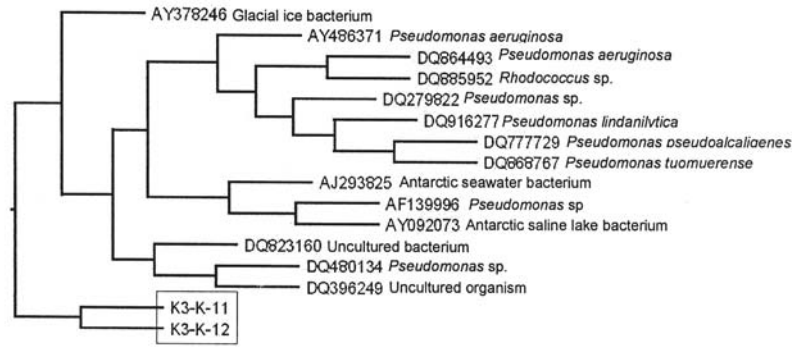 AY378246 Glacial ice bacterium
AY486371 Pseudomonas aeruginosa
DQ864493 Pseudomonas aeruginosa
DQ885952 Rhodococcus sp.
DQ279822 Pseudomonas sp.
DQ916277 Pseudomonas lindanilytica
DQ777729 Pseudomonas pseudoalcaligenes
DQ868767 Pseudomonas tuomuerense
AJ293825 Antarctic seawater bacterium
AF139996 Pseudomonas sp
AY092073 Antarctic saline lake bacterium
DQ823160 Uncultured bacterium
DQ480134 Pseudomonas sp.
DQ396249 Uncultured organism
K3-K-11
K3-K-12